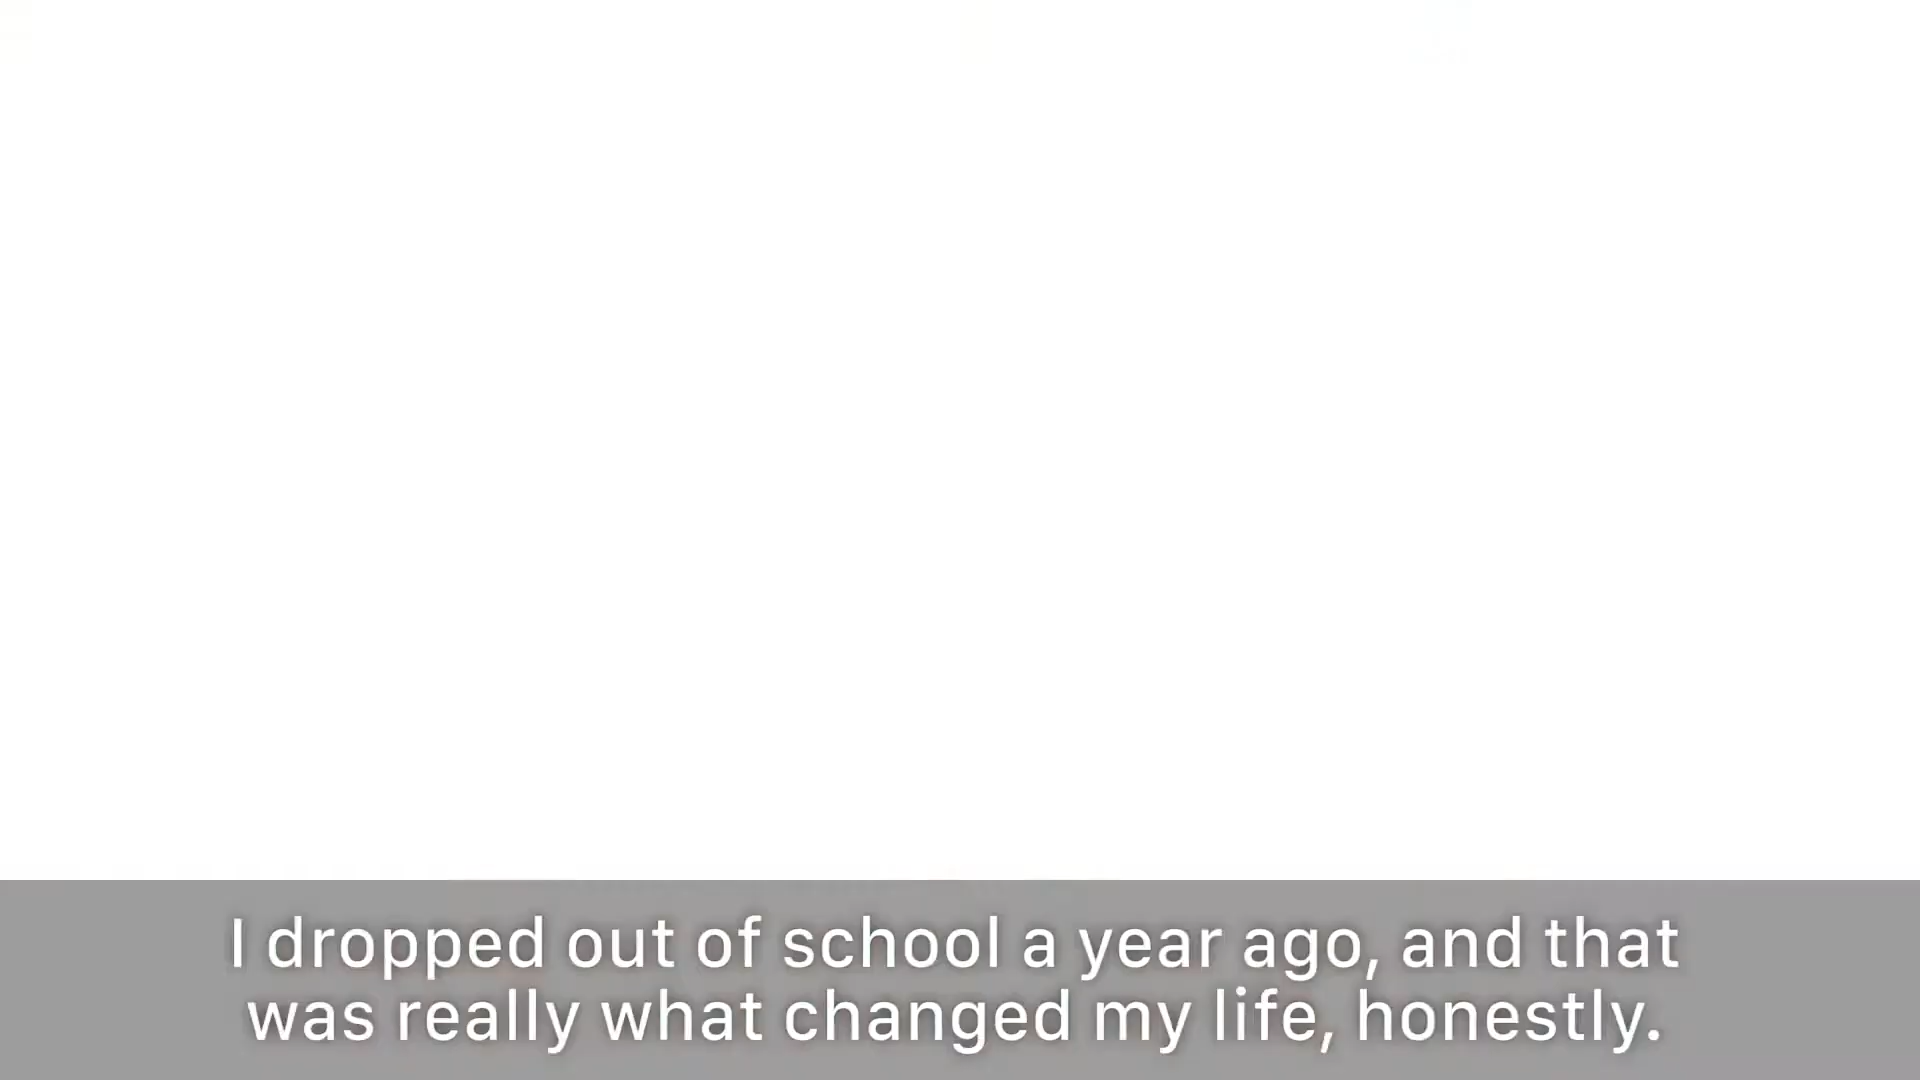 I dropped out of school a year ago, and that
was really what changed my life, honestly.